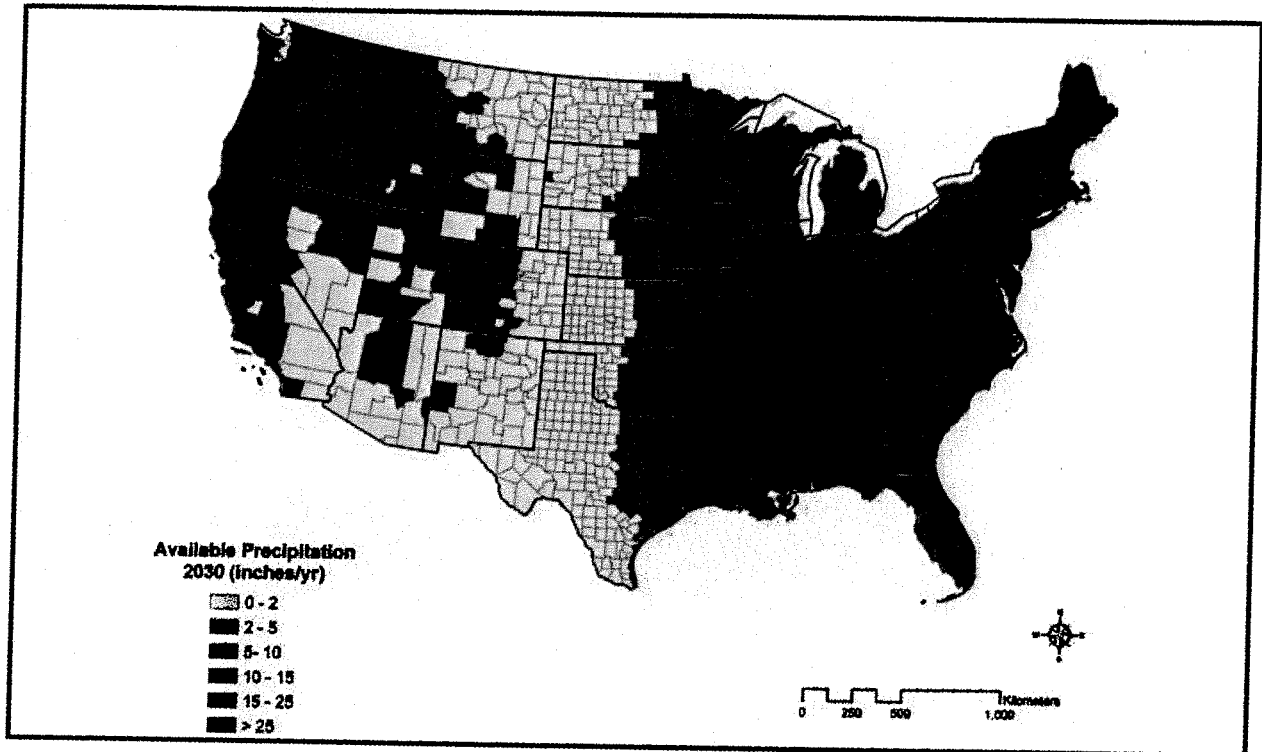 Available Precipitation
2030 (inches/yr)
0 - 2
2 - 5
5- 10
10 - 15
15 - 25
> 25
N
W E
S
Kilometers
0 250 500 1,000